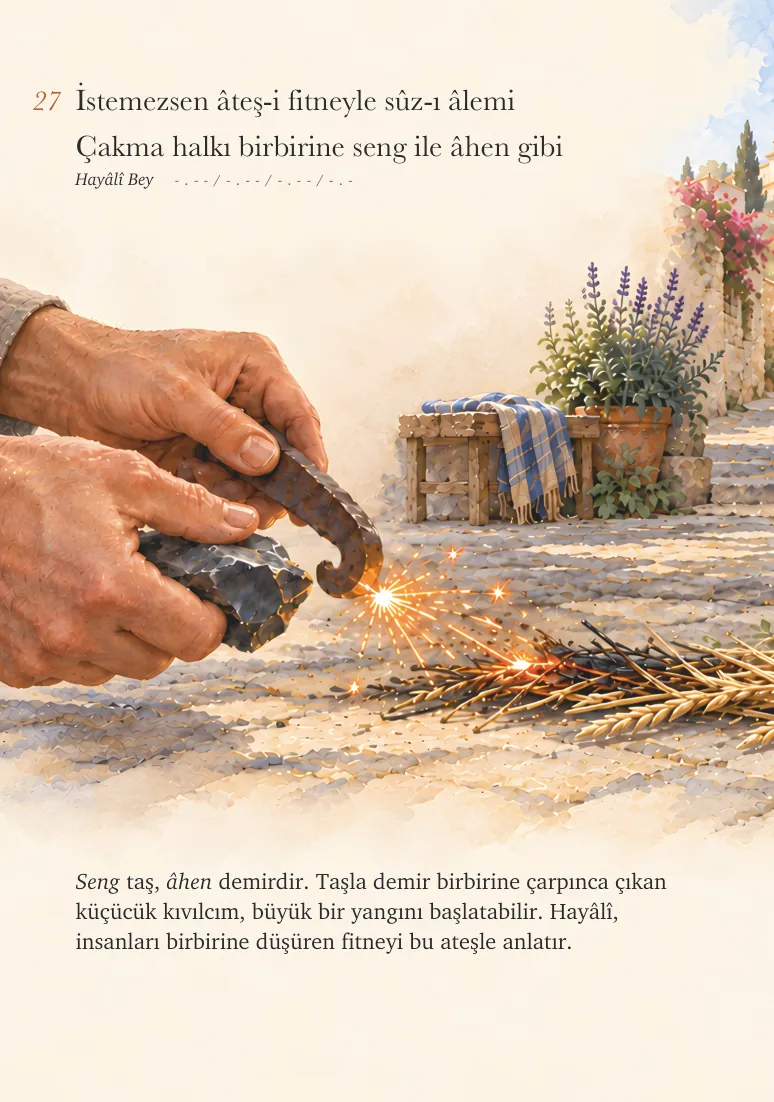 27 İstemezsen âteş-i fitneyle sûz-ı âlemi
Çakma halkı birbirine seng ile âhen gibi
Hayâlî Bey - . - - / - . - - / - . - - / - . -
Seng taş, âhen demirdir. Taşla demir birbirine çarpınca çıkan
küçücük kıvılcım, büyük bir yangını başlatabilir. Hayâlî,
insanları birbirine düşüren fitneyi bu ateşle anlatır.